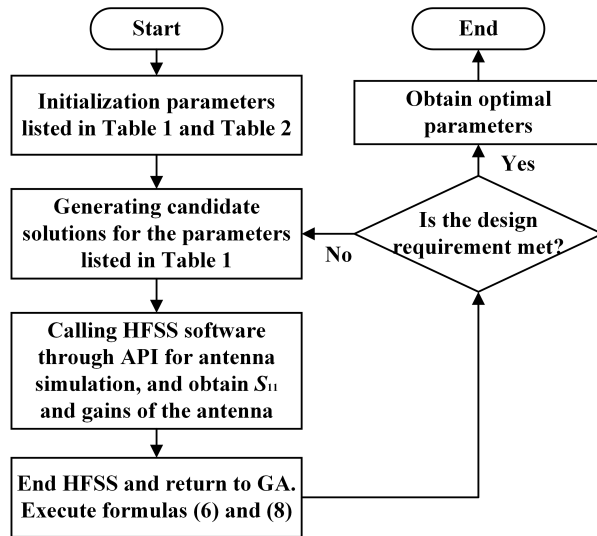 Start
Initialization parameters
listed in Table 1 and Table 2
Generating candidate
solutions for the parameters
listed in Table 1
Calling HFSS software
through API for antenna
simulation, and obtain S₁₁
and gains of the antenna
End HFSS and return to GA.
Execute formulas (6) and (8)
Is the design
requirement met?
No
Yes
Obtain optimal
parameters
End